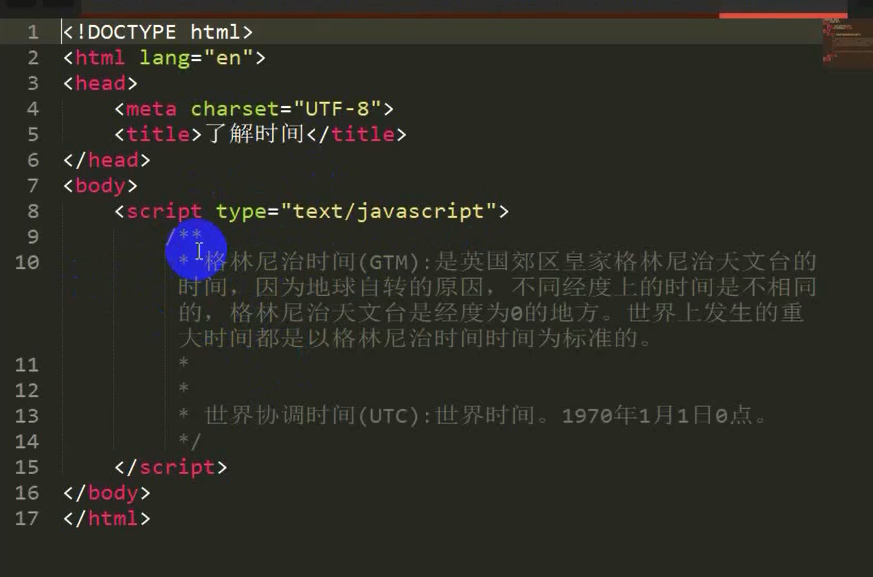 1 <!DOCTYPE html>
2 <html lang="en">
3 <head>
4 <meta charset="UTF-8">
5 <title>了解时间</title>
6 </head>
7 <body>
8 <script type="text/javascript">
9 /**
10 * 格林尼治时间(GTM):是英国郊区皇家格林尼治天文台的
时间，因为地球自转的原因，不同经度上的时间是不相同
的，格林尼治天文台是经度为0的地方。世界上发生的重
大时间都是以格林尼治时间时间为标准的。
11 *
12 *
13 * 世界协调时间(UTC):世界时间。1970年1月1日0点。
14 */
15 </script>
16 </body>
17 </html>